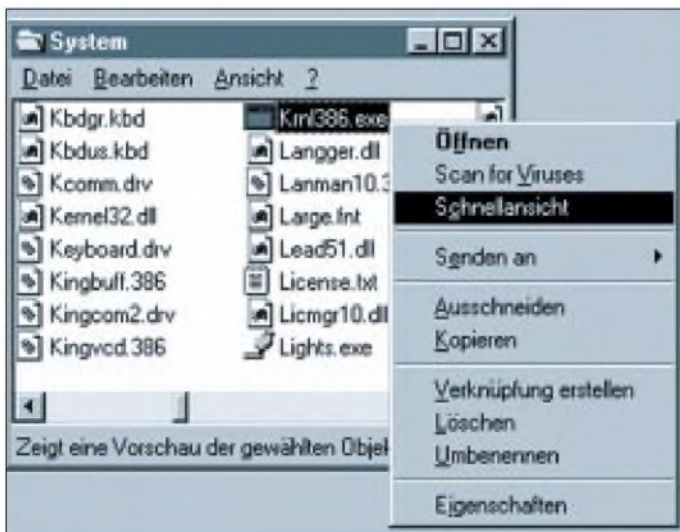 System
Datei Bearbeiten Ansicht ?
Kbdgr.kbd
Kbdus.kbd
Kcomm.drv
Kernel32.dll
Keyboard.drv
Kingbuff.386
Kingcom2.drv
Kingvcd.386
Krnl386.exe
Langger.dll
Lanman10.3
Large.fnt
Lead51.dll
License.txt
Licmgr10.dll
Lights.exe
Zeigt eine Vorschau der gewählten Objek
Öffnen
Scan for Viruses
Schnellansicht
Senden an
Ausschneiden
Kopieren
Verknüpfung erstellen
Löschen
Umbenennen
Eigenschaften